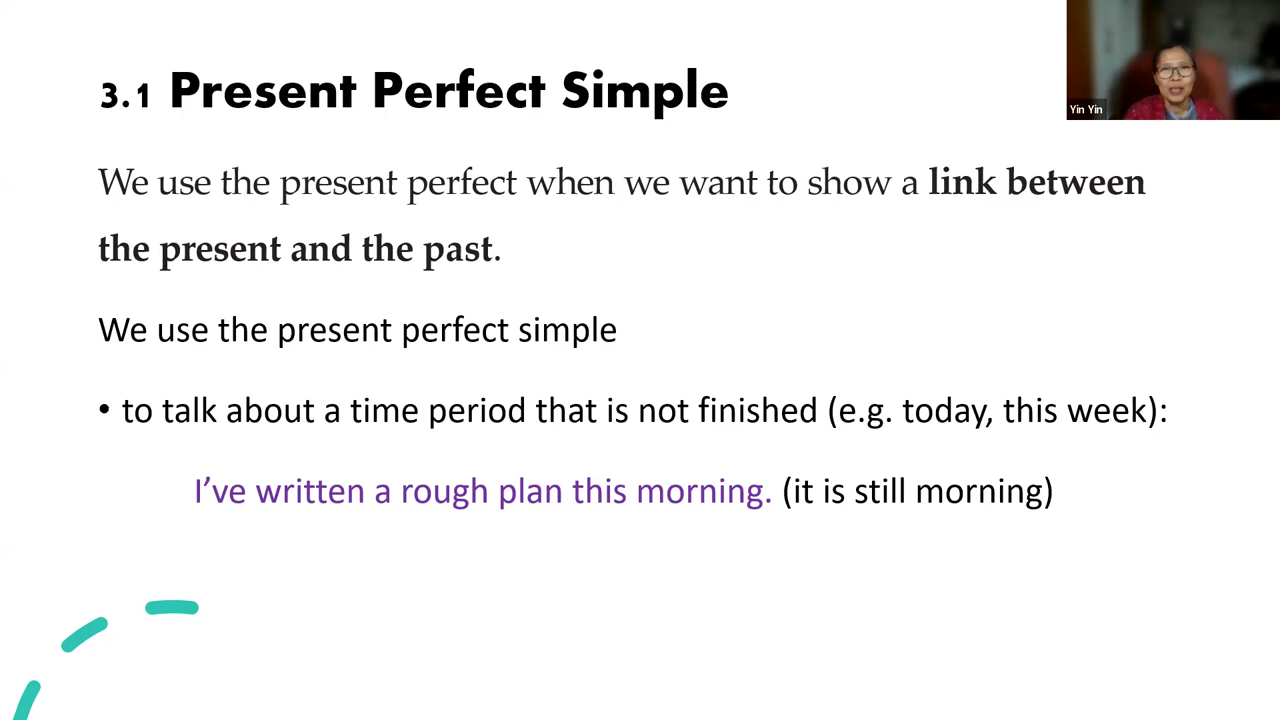 3.1 Present Perfect Simple
Yin Yin
We use the present perfect when we want to show a link between
the present and the past.
We use the present perfect simple
• to talk about a time period that is not finished (e.g. today, this week):
I’ve written a rough plan this morning. (it is still morning)